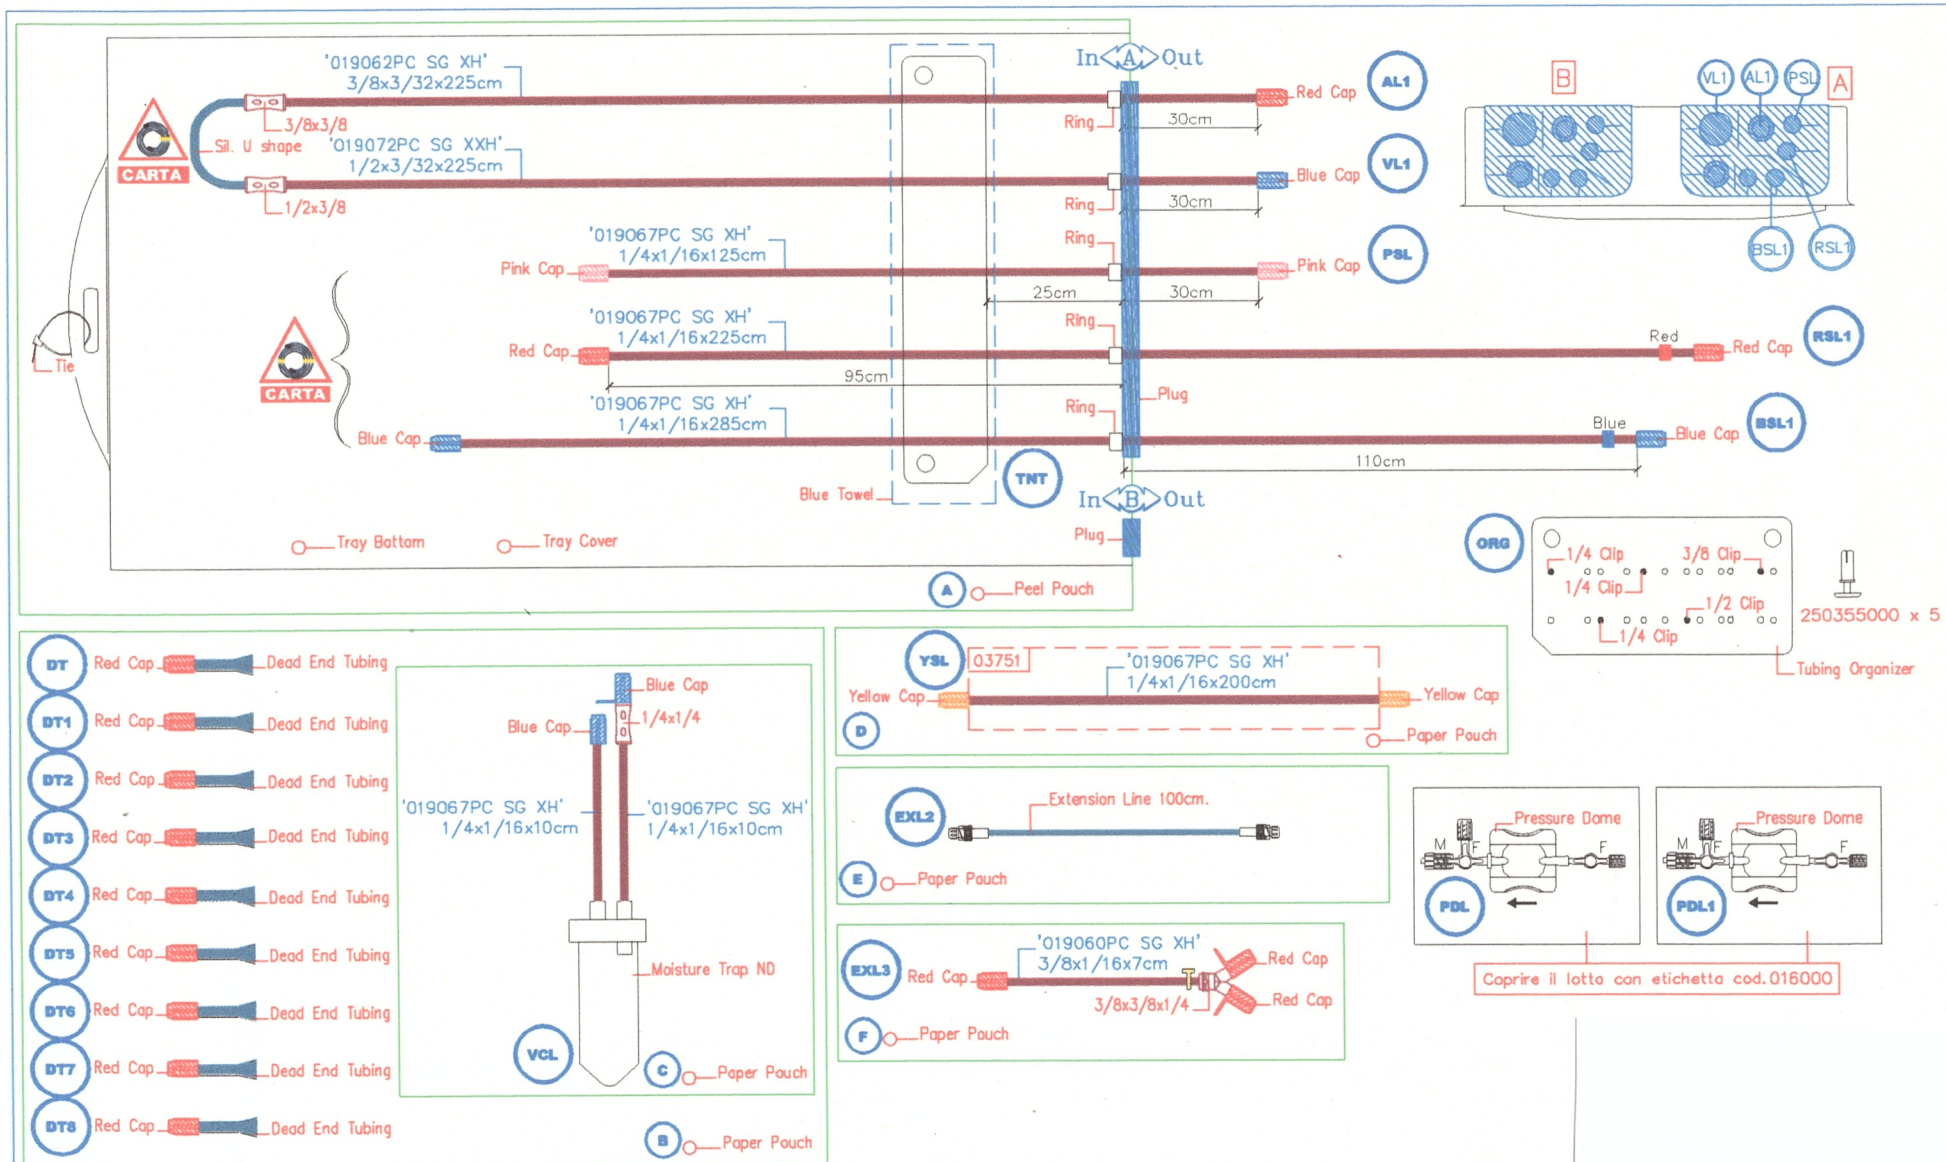 '019062PC SG XH'
3/8x3/32x225cm
In A Out
Red Cap
AL1
3/8x3/8
Ring
30cm
CARTA
Sil. U shape
'019072PC SG XXH'
1/2x3/32x225cm
Blue Cap
VL1
1/2x3/8
Ring
30cm
B
VL1
AL1
PSL
A
BSL1
RSL1
'019067PC SG XH'
1/4x1/16x125cm
Ring
Pink Cap
Pink Cap
PSL
25cm
30cm
'019067PC SG XH'
1/4x1/16x225cm
Ring
Red Cap
Red
Red Cap
RSL1
Tie
CARTA
95cm
Plug
'019067PC SG XH'
1/4x1/16x285cm
Ring
Blue Cap
Blue
Blue Cap
BSL1
110cm
Blue Towel
TNT
In B Out
Plug
Tray Bottom
Tray Cover
A
Peel Pouch
ORG
1/4 Clip
3/8 Clip
1/4 Clip
1/2 Clip
1/4 Clip
250355000 x 5
Tubing Organizer
DT Red Cap Dead End Tubing
DT1 Red Cap Dead End Tubing
DT2 Red Cap Dead End Tubing
DT3 Red Cap Dead End Tubing
DT4 Red Cap Dead End Tubing
DT5 Red Cap Dead End Tubing
DT6 Red Cap Dead End Tubing
DT7 Red Cap Dead End Tubing
DT8 Red Cap Dead End Tubing
Blue Cap
Blue Cap
1/4x1/4
'019067PC SG XH'
1/4x1/16x10cm
'019067PC SG XH'
1/4x1/16x10cm
Moisture Trap ND
VCL
C
Paper Pouch
B
Paper Pouch
YSL
03751
'019067PC SG XH'
1/4x1/16x200cm
Yellow Cap
Yellow Cap
D
Paper Pouch
EXL2
Extension Line 100cm.
E
Paper Pouch
EXL3
'019060PC SG XH'
3/8x1/16x7cm
Red Cap
Red Cap
Red Cap
3/8x3/8x1/4
F
Paper Pouch
Pressure Dome
M F F
PDL
Pressure Dome
M F F
PDL1
Coprire il lotto con etichetta cod.016000